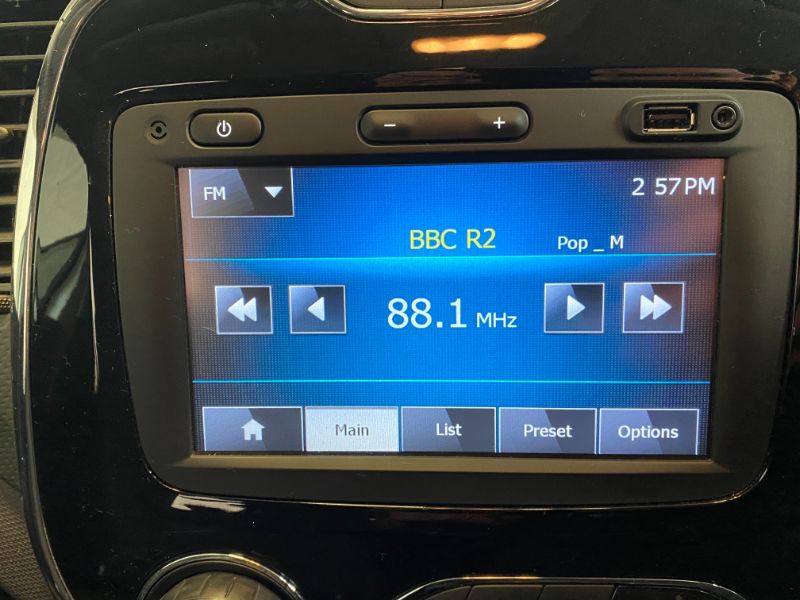 − +
FM 2 57PM
BBC R2 Pop _ M
88.1 MHz
Main List Preset Options